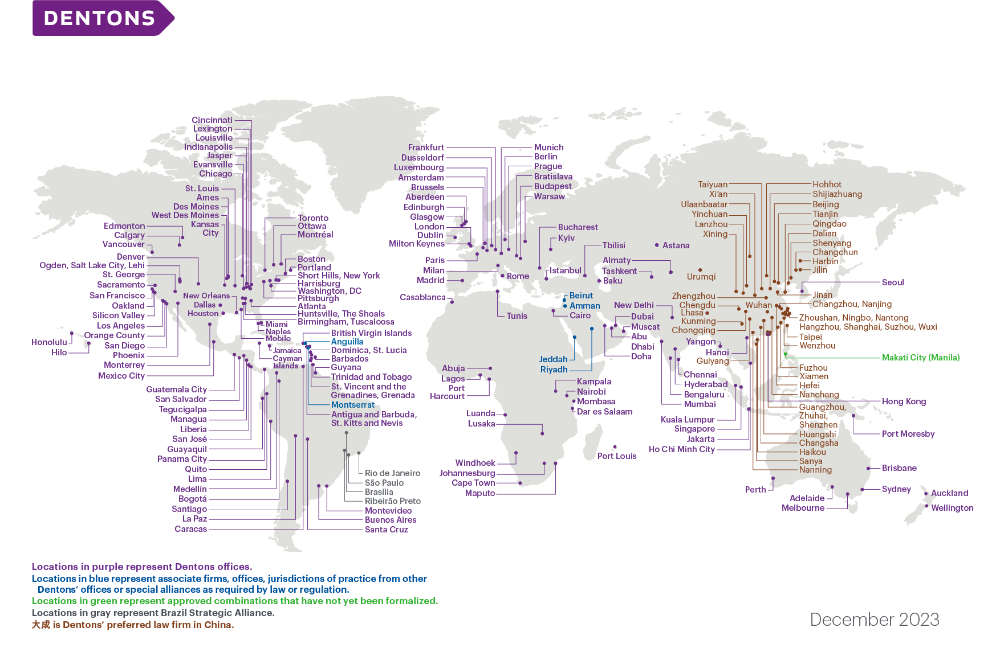 DENTONS
Cincinnati
Lexington
Louisville
Indianapolis
Jasper
Evansville
Chicago
St. Louis
Ames
Des Moines
West Des Moines
Kansas
City
Edmonton
Calgary
Vancouver
Denver
Ogden, Salt Lake City, Lehi
St. George
Sacramento
San Francisco
Oakland
Silicon Valley
Los Angeles
Orange County
San Diego
Phoenix
Monterrey
Mexico City
Honolulu
Hilo
New Orleans
Dallas
Houston
Toronto
Ottawa
Montréal
Boston
Portland
Short Hills, New York
Harrisburg
Washington, DC
Pittsburgh
Atlanta
Huntsville, The Shoals
Birmingham, Tuscaloosa
Miami
Naples
Mobile
Jamaica
Cayman
Islands
British Virgin Islands
Anguilla
Dominica, St. Lucia
Barbados
Guyana
Trinidad and Tobago
St. Vincent and the
Grenadines, Grenada
Montserrat
Antigua and Barbuda,
St. Kitts and Nevis
Guatemala City
San Salvador
Tegucigalpa
Managua
Liberia
San José
Guayaquil
Panama City
Quito
Lima
Medellín
Bogotá
Santiago
La Paz
Caracas
Rio de Janeiro
São Paulo
Brasília
Ribeirão Preto
Montevideo
Buenos Aires
Santa Cruz
Frankfurt
Dusseldorf
Luxembourg
Amsterdam
Brussels
Aberdeen
Edinburgh
Glasgow
London
Dublin
Milton Keynes
Paris
Milan
Madrid
Casablanca
Munich
Berlin
Prague
Bratislava
Budapest
Warsaw
Bucharest
Kyiv
Tbilisi
Astana
Almaty
Tashkent
Baku
Istanbul
Rome
Tunis
Beirut
Amman
Cairo
Jeddah
Riyadh
New Delhi
Dubai
Muscat
Abu
Dhabi
Doha
Abuja
Lagos
Port
Harcourt
Luanda
Lusaka
Windhoek
Johannesburg
Cape Town
Maputo
Kampala
Nairobi
Mombasa
Dar es Salaam
Port Louis
Chennai
Hyderabad
Bengaluru
Mumbai
Kuala Lumpur
Singapore
Jakarta
Ho Chi Minh City
Taiyuan
Xi'an
Ulaanbaatar
Yinchuan
Lanzhou
Xining
Urumqi
Zhengzhou
Chengdu
Wuhan
Lhasa
Kunming
Chongqing
Yangon
Hanoi
Guiyang
Hohhot
Shijiazhuang
Beijing
Tianjin
Qingdao
Dalian
Shenyang
Changchun
Harbin
Jilin
Seoul
Jinan
Changzhou, Nanjing
Zhoushan, Ningbo, Nantong
Hangzhou, Shanghai, Suzhou, Wuxi
Taipei
Wenzhou
Makati City (Manila)
Fuzhou
Xiamen
Hefei
Nanchang
Hong Kong
Guangzhou,
Zhuhai,
Shenzhen
Huangshi
Changsha
Haikou
Sanya
Nanning
Port Moresby
Brisbane
Sydney
Perth
Adelaide
Melbourne
Auckland
Wellington
Locations in purple represent Dentons offices.
Locations in blue represent associate firms, offices, jurisdictions of practice from other
Dentons' offices or special alliances as required by law or regulation.
Locations in green represent approved combinations that have not yet been formalized.
Locations in gray represent Brazil Strategic Alliance.
大成 is Dentons' preferred law firm in China.
December 2023